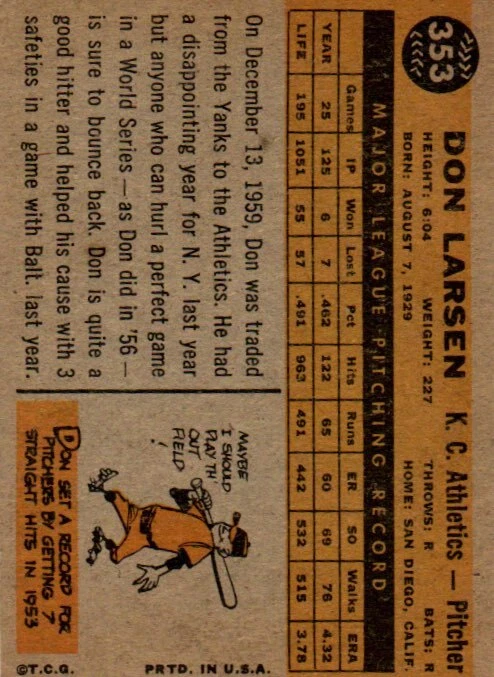 353
DON LARSEN K. C. Athletics — Pitcher
HEIGHT: 6:04 WEIGHT: 227 THROWS: R BATS: R
BORN: AUGUST 7, 1929 HOME: SAN DIEGO, CALIF.
MAJOR LEAGUE PITCHING RECORD
Games IP Won Lost Pct Hits Runs ER SO Walks ERA
YEAR 25 125 6 7 .462 122 65 60 69 76 4.32
LIFE 195 1051 55 57 .491 963 491 442 532 515 3.78
On December 13, 1959, Don was traded
from the Yanks to the Athletics. He had
a disappointing year for N. Y. last year
but anyone who can hurl a perfect game
in a World Series — as Don did in '56 —
is sure to bounce back. Don is quite a
good hitter and helped his cause with 3
safeties in a game with Balt. last year.
MAYBE
I SHOULD
PLAY TH
OUT
FIELD!
DON SET A RECORD FOR
PITCHERS BY GETTING 7
STRAIGHT HITS IN 1953
©T.C.G. PRTD. IN U.S.A.